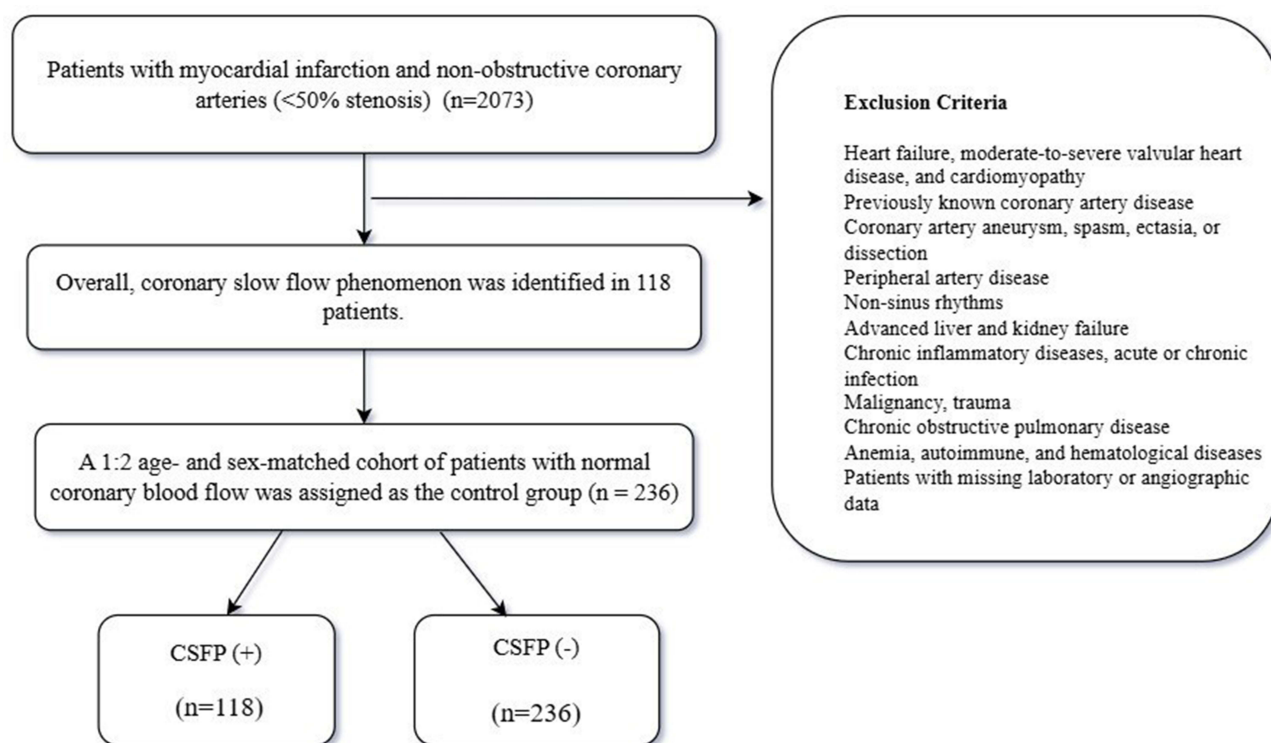 Patients with myocardial infarction and non-obstructive coronary
arteries (<50% stenosis) (n=2073)
Exclusion Criteria
Heart failure, moderate-to-severe valvular heart
disease, and cardiomyopathy
Previously known coronary artery disease
Coronary artery aneurysm, spasm, ectasia, or
dissection
Peripheral artery disease
Non-sinus rhythms
Advanced liver and kidney failure
Chronic inflammatory diseases, acute or chronic
infection
Malignancy, trauma
Chronic obstructive pulmonary disease
Anemia, autoimmune, and hematological diseases
Patients with missing laboratory or angiographic
data
Overall, coronary slow flow phenomenon was identified in 118
patients.
A 1:2 age- and sex-matched cohort of patients with normal
coronary blood flow was assigned as the control group (n = 236)
CSFP (+)
(n=118)
CSFP (-)
(n=236)